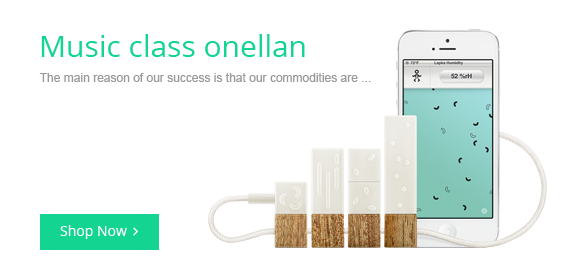 Music class onellan
The main reason of our success is that our commodities are ...
Lapka Humidity
52 %rH
Shop Now >